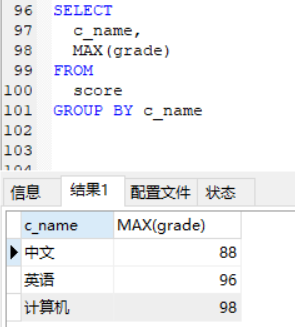 96 SELECT
97 c_name,
98 MAX(grade)
99 FROM
100 score
101 GROUP BY c_name
102
103
104
信息 结果1 配置文件 状态
c_name MAX(grade)
中文 88
英语 96
计算机 98